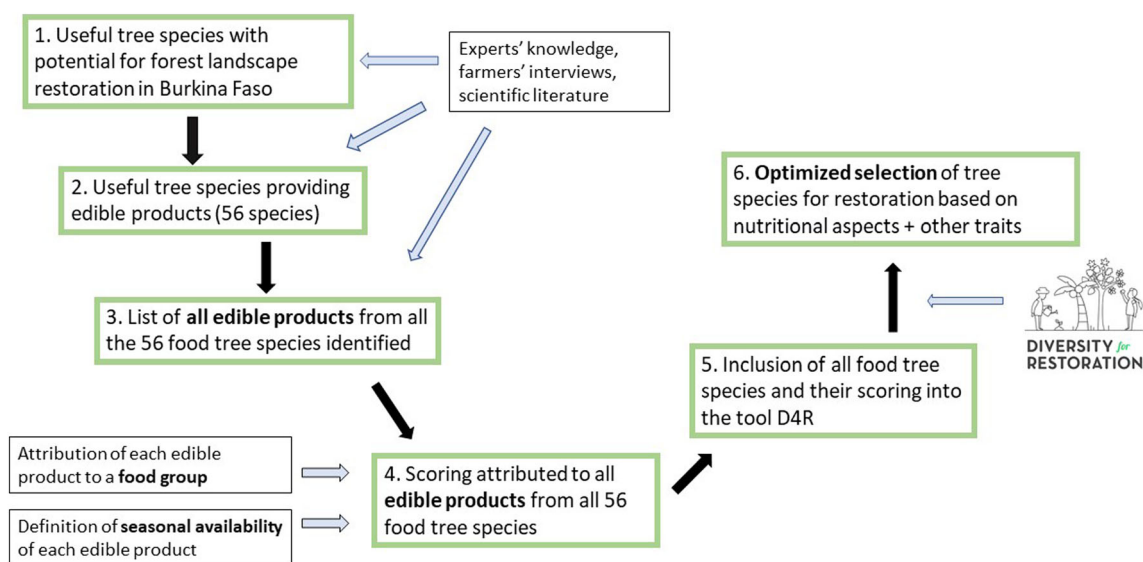 1. Useful tree species with
potential for forest landscape
restoration in Burkina Faso
Experts’ knowledge,
farmers’ interviews,
scientific literature
2. Useful tree species providing
edible products (56 species)
3. List of all edible products from all
the 56 food tree species identified
Attribution of each edible
product to a food group
Definition of seasonal availability
of each edible product
4. Scoring attributed to all
edible products from all 56
food tree species
5. Inclusion of all food tree
species and their scoring into
the tool D4R
6. Optimized selection of tree
species for restoration based on
nutritional aspects + other traits
DIVERSITY for
RESTORATION